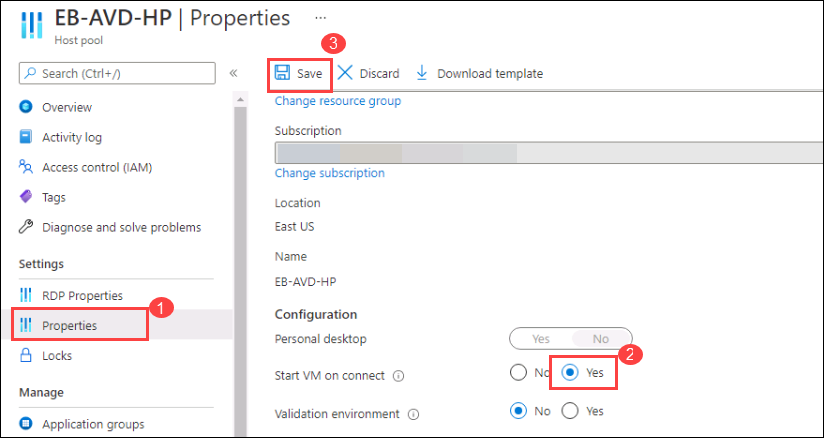 EB-AVD-HP | Properties ...
Host pool
3
Search (Ctrl+/) «
Save Discard Download template
Change resource group
Overview
Activity log
Access control (IAM)
Tags
Diagnose and solve problems
Settings
RDP Properties
1
Properties
Locks
Manage
Application groups
Subscription
Change subscription
Location
East US
Name
EB-AVD-HP
Configuration
Personal desktop Yes No
2
Start VM on connect No Yes
Validation environment No Yes